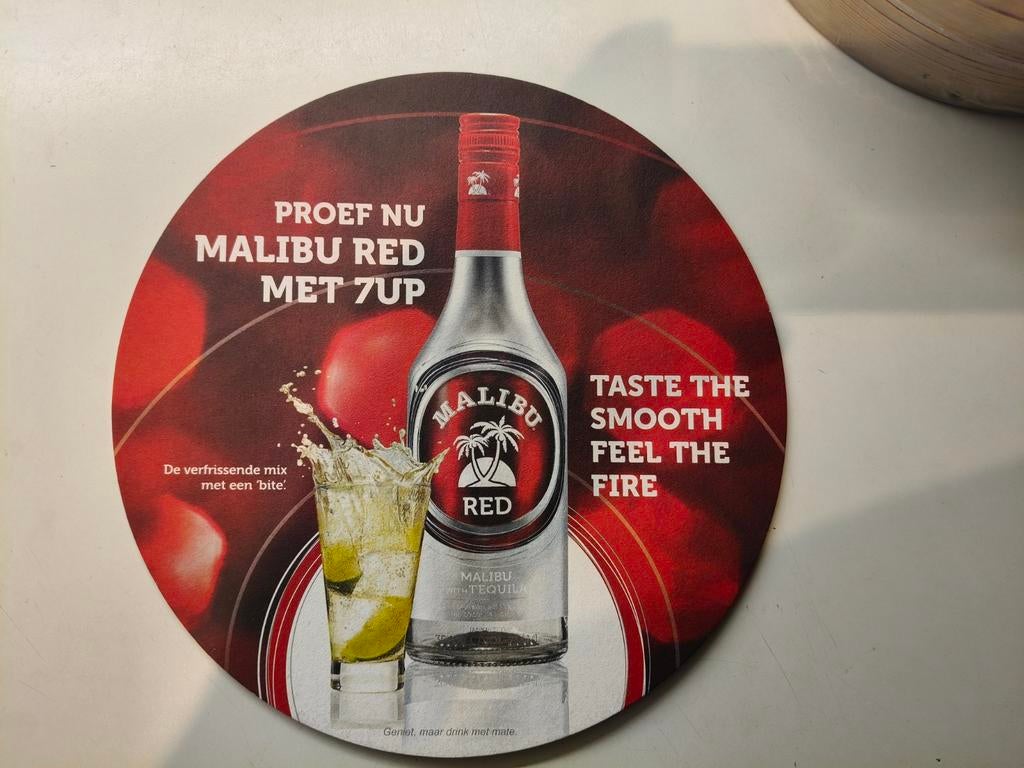 PROEF NU
MALIBU RED
MET 7UP
TASTE THE
SMOOTH
FEEL THE
FIRE
De verfrissende mix
met een 'bite'.
MALIBU
RED
MALIBU
WITH TEQUILA
Geniet, maar drink met mate.